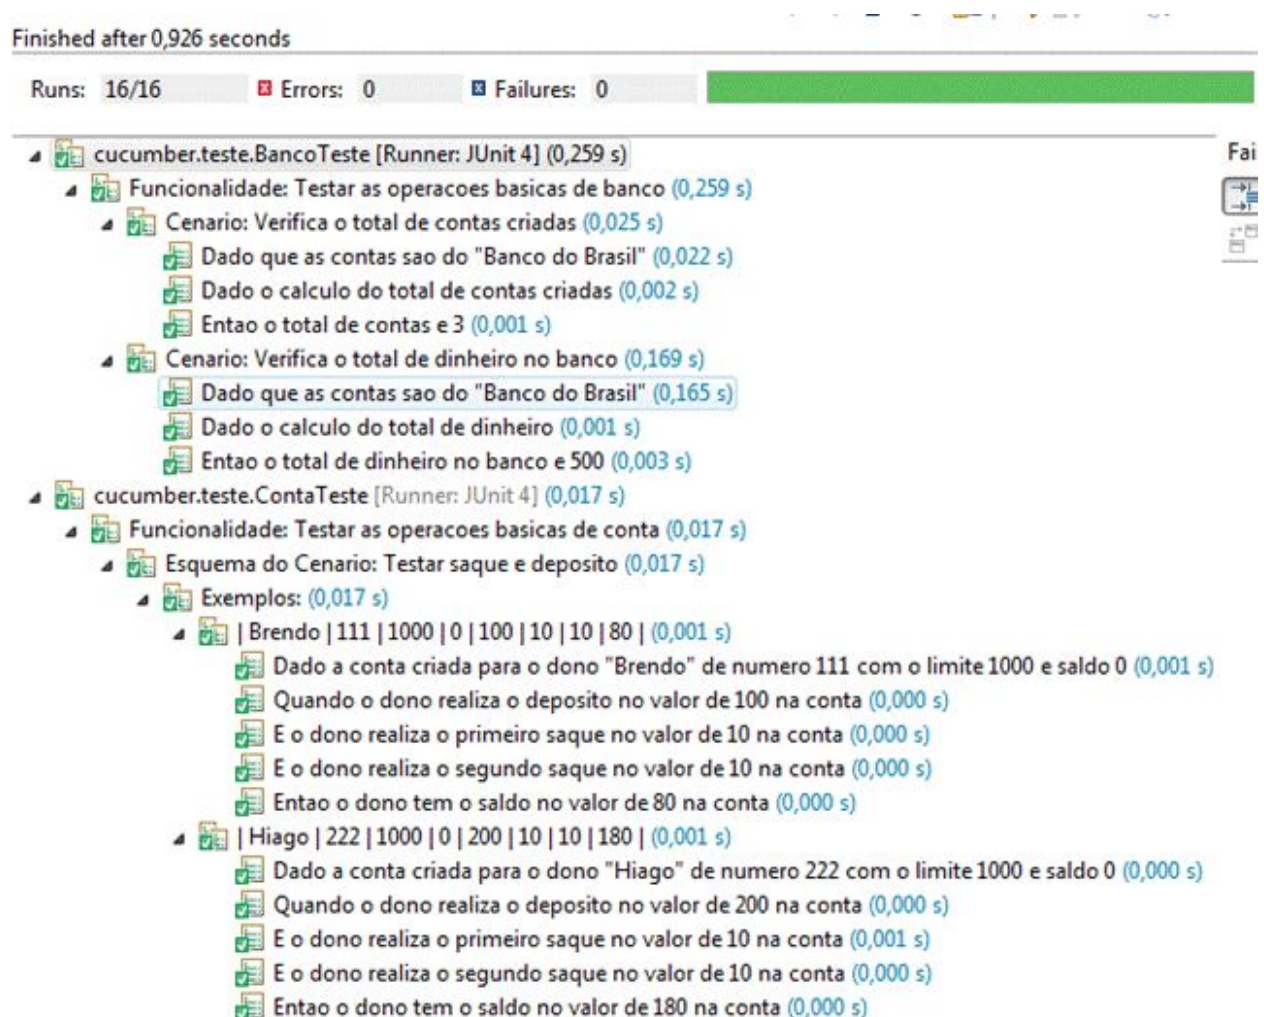 Finished after 0,926 seconds
Runs: 16/16 Errors: 0 Failures: 0
cucumber.teste.BancoTeste [Runner: JUnit 4] (0,259 s)
Fai
Funcionalidade: Testar as operacoes basicas de banco (0,259 s)
Cenario: Verifica o total de contas criadas (0,025 s)
Dado que as contas sao do "Banco do Brasil" (0,022 s)
Dado o calculo do total de contas criadas (0,002 s)
Entao o total de contas e 3 (0,001 s)
Cenario: Verifica o total de dinheiro no banco (0,169 s)
Dado que as contas sao do "Banco do Brasil" (0,165 s)
Dado o calculo do total de dinheiro (0,001 s)
Entao o total de dinheiro no banco e 500 (0,003 s)
cucumber.teste.ContaTeste [Runner: JUnit 4] (0,017 s)
Funcionalidade: Testar as operacoes basicas de conta (0,017 s)
Esquema do Cenario: Testar saque e deposito (0,017 s)
Exemplos: (0,017 s)
| Brendo | 111 | 1000 | 0 | 100 | 10 | 10 | 80 | (0,001 s)
Dado a conta criada para o dono "Brendo" de numero 111 com o limite 1000 e saldo 0 (0,001 s)
Quando o dono realiza o deposito no valor de 100 na conta (0,000 s)
E o dono realiza o primeiro saque no valor de 10 na conta (0,000 s)
E o dono realiza o segundo saque no valor de 10 na conta (0,000 s)
Entao o dono tem o saldo no valor de 80 na conta (0,000 s)
| Hiago | 222 | 1000 | 0 | 200 | 10 | 10 | 180 | (0,001 s)
Dado a conta criada para o dono "Hiago" de numero 222 com o limite 1000 e saldo 0 (0,000 s)
Quando o dono realiza o deposito no valor de 200 na conta (0,000 s)
E o dono realiza o primeiro saque no valor de 10 na conta (0,001 s)
E o dono realiza o segundo saque no valor de 10 na conta (0,000 s)
Entao o dono tem o saldo no valor de 180 na conta (0,000 s)